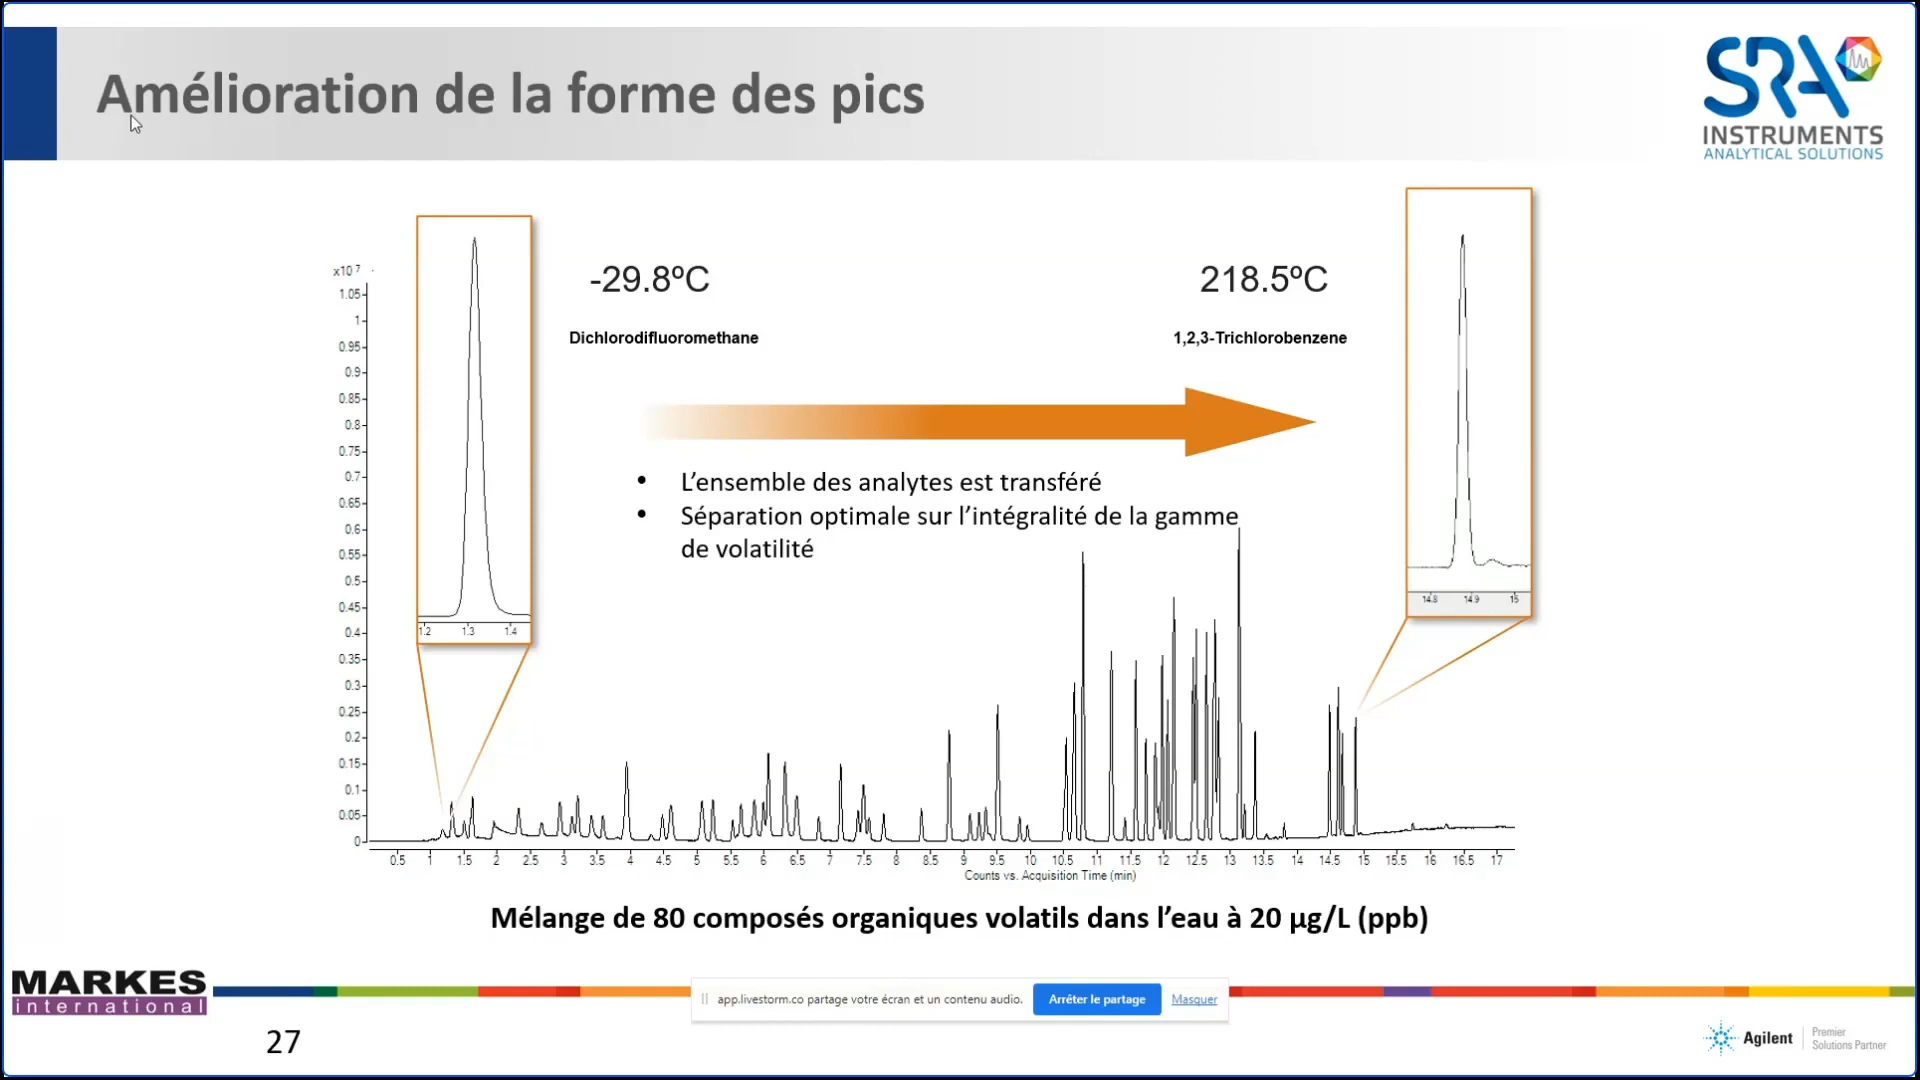 Amélioration de la forme des pics
SRA
INSTRUMENTS
ANALYTICAL SOLUTIONS
-29.8ºC
218.5ºC
Dichlorodifluoromethane
1,2,3-Trichlorobenzene
• L’ensemble des analytes est transféré
• Séparation optimale sur l’intégralité de la gamme
de volatilité
1.2 1.3 1.4
14.8 14.9 15
x10 7
1.05
1
0.95
0.9
0.85
0.8
0.75
0.7
0.65
0.6
0.55
0.5
0.45
0.4
0.35
0.3
0.25
0.2
0.15
0.1
0.05
0
0.5 1 1.5 2 2.5 3 3.5 4 4.5 5 5.5 6 6.5 7 7.5 8 8.5 9 9.5 10 10.5 11 11.5 12 12.5 13 13.5 14 14.5 15 15.5 16 16.5 17
Counts vs. Acquisition Time (min)
Mélange de 80 composés organiques volatils dans l’eau à 20 µg/L (ppb)
MARKES
international
app.livestorm.co partage votre écran et un contenu audio. Arrêter le partage Masquer
27
Agilent
Premier
Solutions Partner